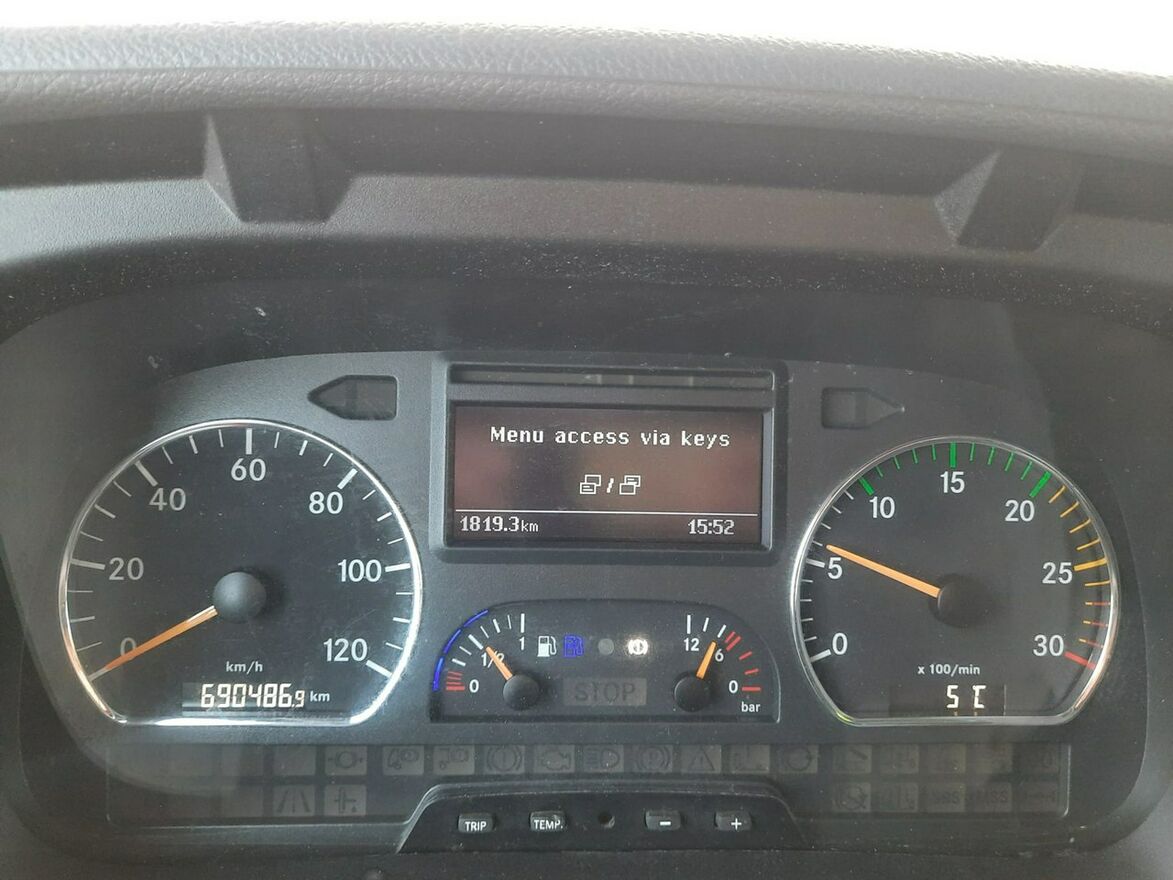 Menu access via keys
/
1819.3km 15:52
0
20
40
60
80
100
120
km/h
690486.9 km
0
1/2
1
12
6
0
bar
STOP
0
5
10
15
20
25
30
x 100/min
5 °C
TRIP
TEMP.
-
+